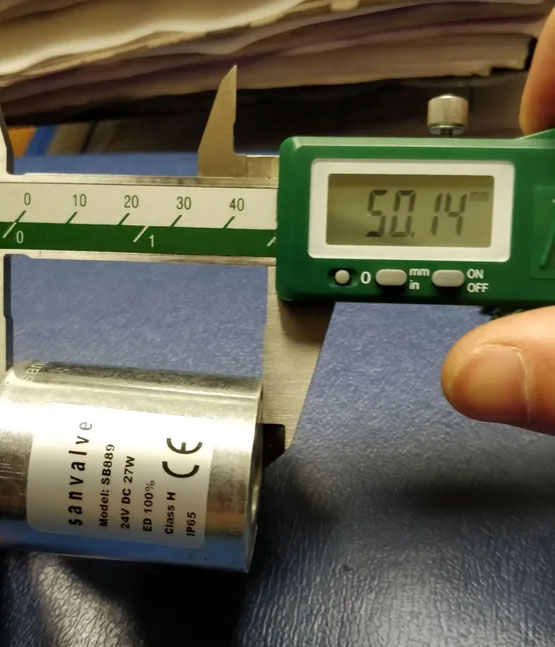 50.14 mm
0 10 20 30 40
0 1
0 mm
in
ON
OFF
sanvalve
Model: SB889
24V DC 27W
ED 100%
Class H
IP65
CE